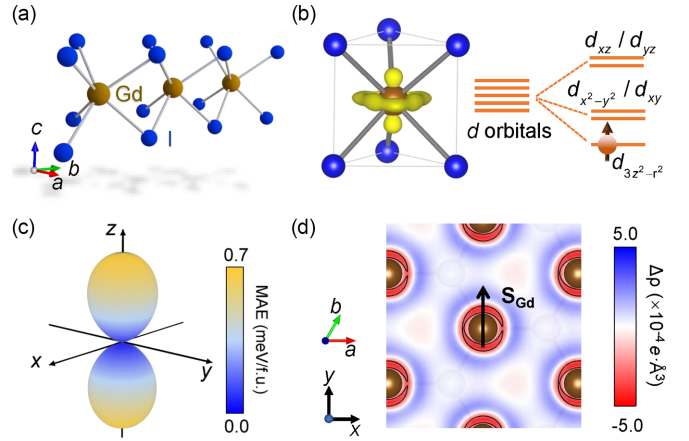 (a)
Gd
I
c
b
a
(b)
d orbitals
d_xz / d_yz
d_x²−y² / d_xy
d_3z²−r²
(c)
z
x
y
0.7
MAE (meV/f.u.)
0.0
(d)
b
a
y
x
S_Gd
5.0
Δρ (×10⁻⁴ e·Å³)
-5.0